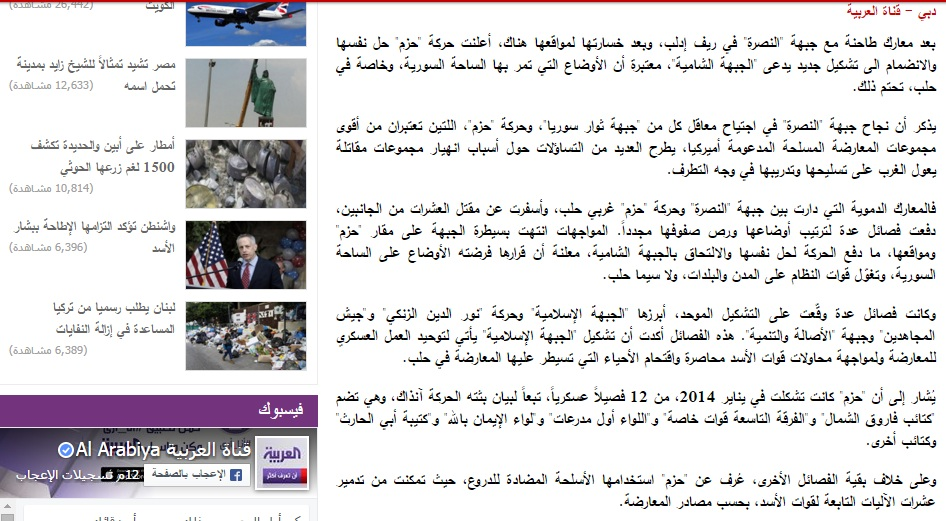 دبي – قناة العربية
بعد معارك طاحنة مع جبهة "النصرة" في ريف إدلب، وبعد خسارتها لمواقعها هناك، أعلنت حركة "حزم" حل نفسها
والانضمام الى تشكيل جديد يدعى "الجبهة الشامية"، معتبرة أن الأوضاع التي تمر بها الساحة السورية، وخاصة في
حلب، تحتم ذلك.
يذكر أن نجاح جبهة "النصرة" في اجتياح معاقل كل من "جبهة ثوار سوريا"، وحركة "حزم"، اللتين تعتبران من أقوى
مجموعات المعارضة المسلحة المدعومة أميركيا، يطرح العديد من التساؤلات حول أسباب انهيار مجموعات مقاتلة
يعول الغرب على تسليحها وتدريبها في وجه التطرف.
فالمعارك الدموية التي دارت بين جبهة "النصرة" وحركة "حزم" غربي حلب، وأسفرت عن مقتل العشرات من الجانبين،
دفعت فصائل عدة لترتيب أوضاعها ورص صفوفها مجدداً. المواجهات انتهت بسيطرة الجبهة على مقار "حزم"
ومواقعها، ما دفع الحركة لحل نفسها والالتحاق بالجبهة الشامية، معلنة أن قرارها فرضته الأوضاع على الساحة
السورية، وتغوّل قوات النظام على المدن والبلدات، ولا سيما حلب.
وكانت فصائل عدة وقّعت على التشكيل الموحد، أبرزها "الجبهة الإسلامية" وحركة "نور الدين الزنكي" و"جيش
المجاهدين" وجبهة "الأصالة والتنمية". هذه الفصائل أكدت أن تشكيل "الجبهة الإسلامية" يأتي لتوحيد العمل العسكري
للمعارضة ولمواجهة محاولات قوات الأسد محاصرة واقتحام الأحياء التي تسيطر عليها المعارضة في حلب.
يُشار إلى أن "حزم" كانت تشكلت في يناير 2014، من 12 فصيلاً عسكرياً، تبعاً لبيان بثته الحركة آنذاك، وهي تضم
"كتائب فاروق الشمال" و"الفرقة التاسعة قوات خاصة" و"اللواء أول مدرعات" و"لواء الإيمان بالله" و"كتيبة أبي الحارث"
وكتائب أخرى.
وعلى خلاف بقية الفصائل الأخرى، عُرف عن "حزم" استخدامها الأسلحة المضادة للدروع، حيث تمكنت من تدمير
عشرات الآليات التابعة لقوات الأسد، بحسب مصادر المعارضة.
الكويت
(26,442 مشاهدة)
مصر تشيد تمثالاً للشيخ زايد بمدينة
تحمل اسمه
(12,633 مشاهدة)
أمطار على أبين والحديدة تكشف
1500 لغم زرعها الحوثي
(10,814 مشاهدة)
واشنطن تؤكد التزامها الإطاحة ببشار
الأسد
(6,396 مشاهدة)
لبنان يطلب رسميا من تركيا
المساعدة في إزالة النفايات
(6,389 مشاهدة)
فيسبوك
العربية
أن تعرف أكثر
Al Arabiya قناة العربية
الإعجاب بالصفحة
12م تسجيلات الإعجاب